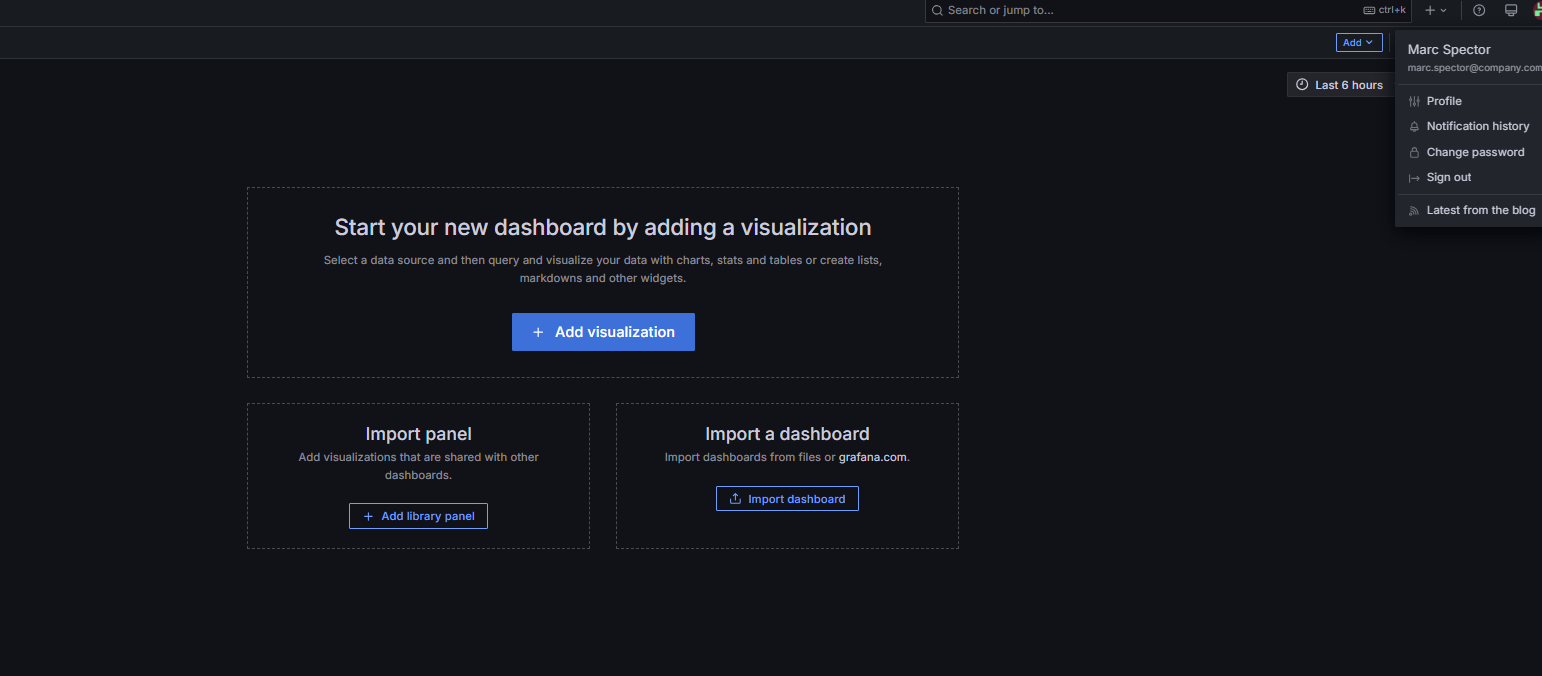 Search or jump to...
ctrl+k
Add
Marc Spector
marc.spector@company.com
Last 6 hours
Profile
Notification history
Change password
Sign out
Latest from the blog
Start your new dashboard by adding a visualization
Select a data source and then query and visualize your data with charts, stats and tables or create lists,
markdowns and other widgets.
+ Add visualization
Import panel
Add visualizations that are shared with other
dashboards.
+ Add library panel
Import a dashboard
Import dashboards from files or grafana.com.
Import dashboard